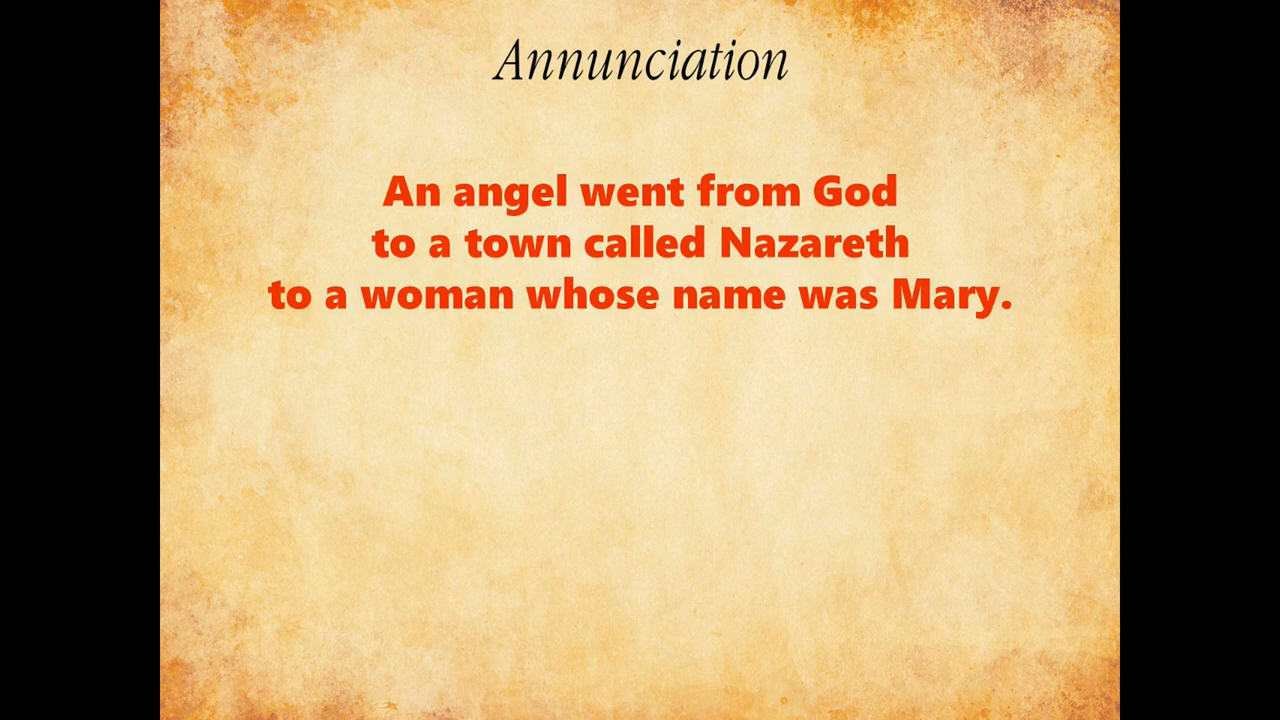 Annunciation
An angel went from God
to a town called Nazareth
to a woman whose name was Mary.